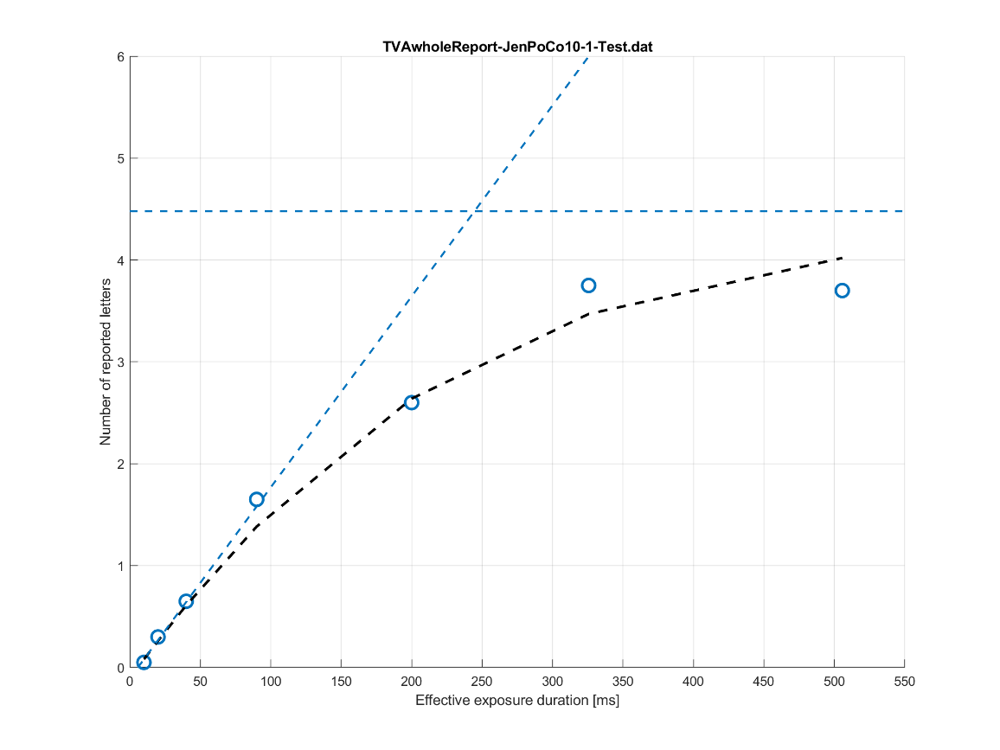 TVAwholeReport-JenPoCo10-1-Test.dat
6
5
4
3
2
1
0
Number of reported letters
0 50 100 150 200 250 300 350 400 450 500 550
Effective exposure duration [ms]